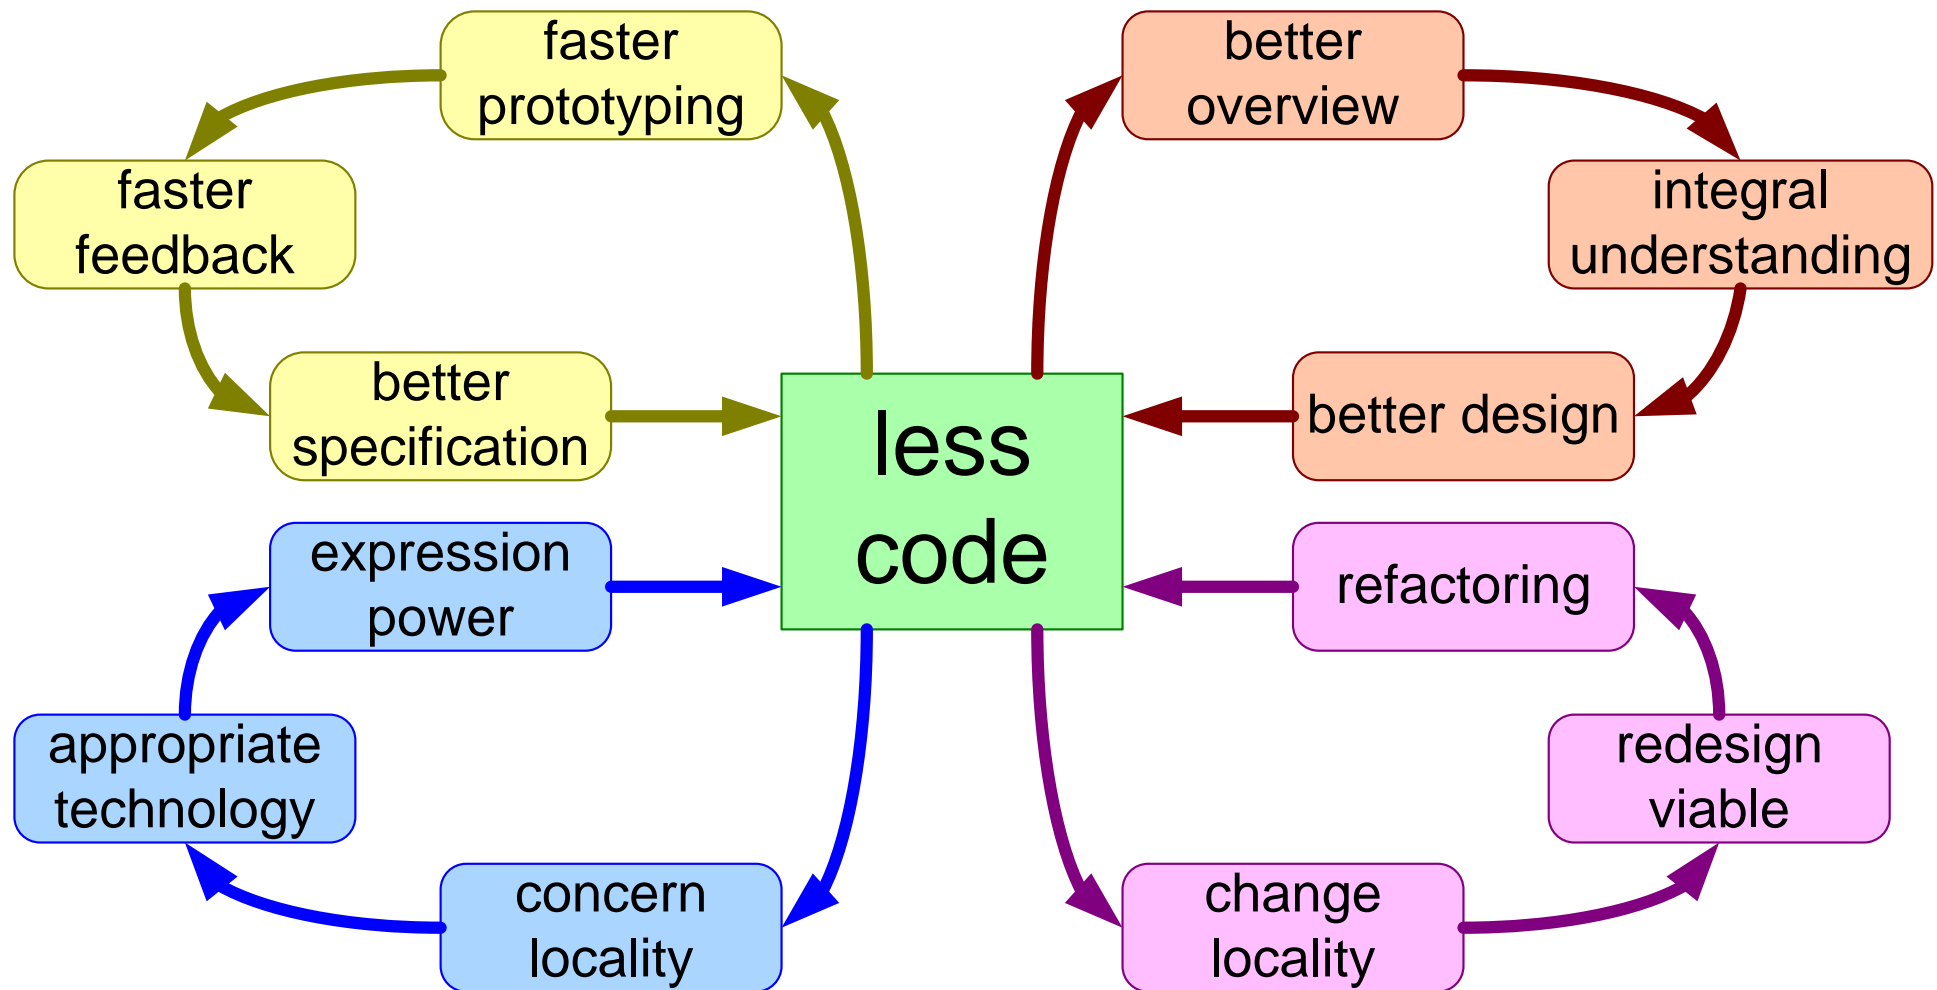 faster
prototyping
better
overview
faster
feedback
integral
understanding
better
specification
less
code
better design
expression
power
refactoring
appropriate
technology
redesign
viable
concern
locality
change
locality